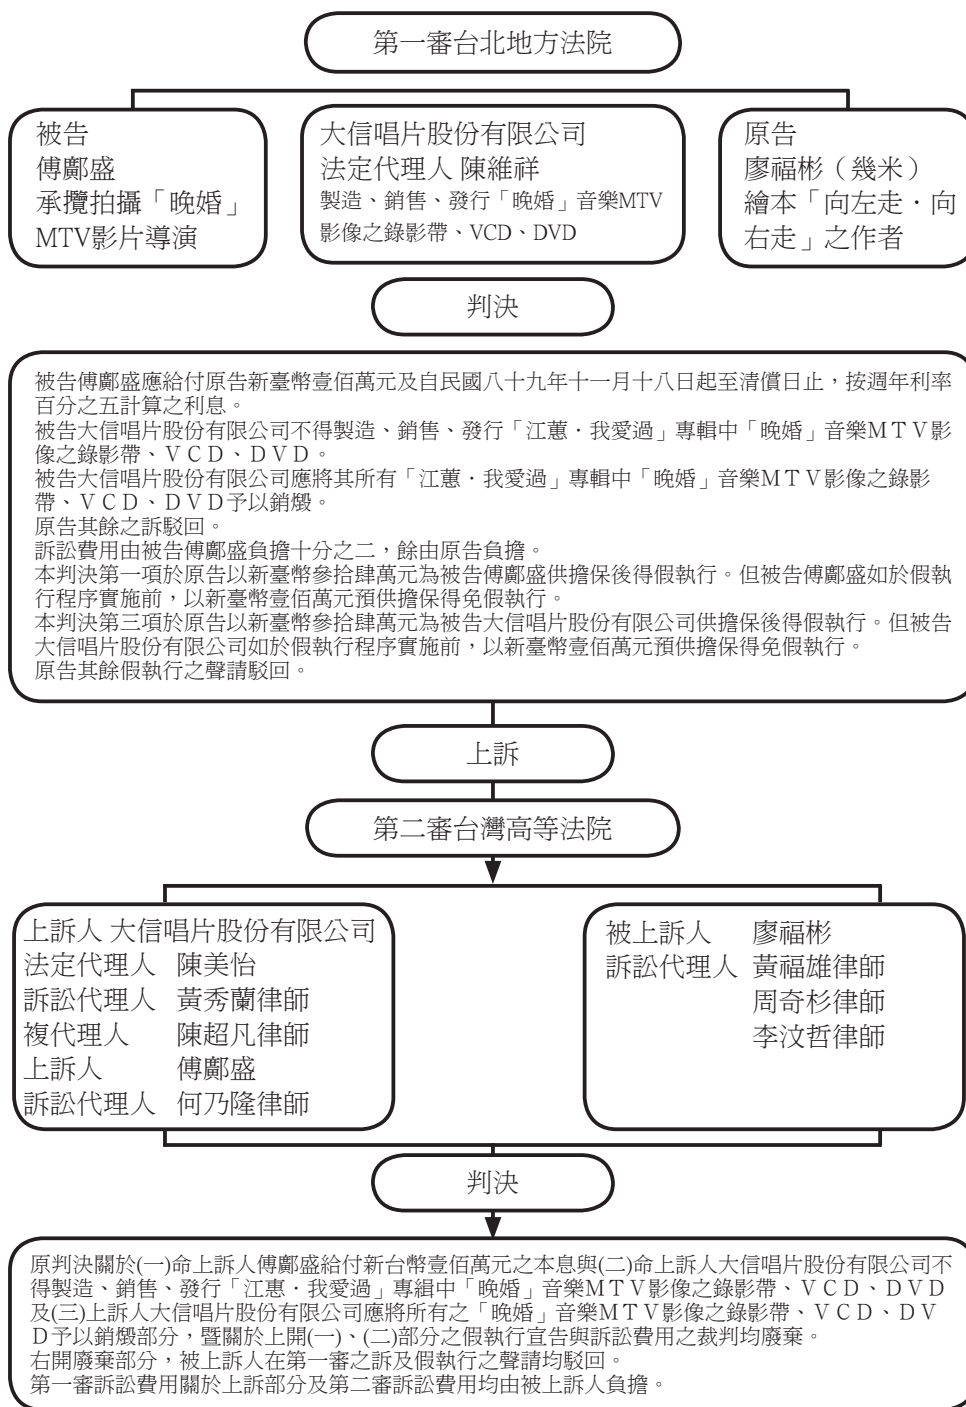 第一審台北地方法院
被告
傅鄺盛
承攬拍攝「晚婚」
MTV影片導演
大信唱片股份有限公司
法定代理人 陳維祥
製造、銷售、發行「晚婚」音樂MTV
影像之錄影帶、VCD、DVD
原告
廖福彬（幾米）
繪本「向左走．向
右走」之作者
判決
被告傅鄺盛應給付原告新臺幣壹佰萬元及自民國八十九年十一月十八日起至清償日止，按週年利率
百分之五計算之利息。
被告大信唱片股份有限公司不得製造、銷售、發行「江蕙．我愛過」專輯中「晚婚」音樂ＭＴＶ影
像之錄影帶、ＶＣＤ、ＤＶＤ。
被告大信唱片股份有限公司應將其所有「江蕙．我愛過」專輯中「晚婚」音樂ＭＴＶ影像之錄影
帶、ＶＣＤ、ＤＶＤ予以銷燬。
原告其餘之訴駁回。
訴訟費用由被告傅鄺盛負擔十分之二，餘由原告負擔。
本判決第一項於原告以新臺幣參拾肆萬元為被告傅鄺盛供擔保後得假執行。但被告傅鄺盛如於假執
行程序實施前，以新臺幣壹佰萬元預供擔保得免假執行。
本判決第三項於原告以新臺幣參拾肆萬元為被告大信唱片股份有限公司供擔保後得假執行。但被告
大信唱片股份有限公司如於假執行程序實施前，以新臺幣壹佰萬元預供擔保得免假執行。
原告其餘假執行之聲請駁回。
上訴
第二審台灣高等法院
上訴人 大信唱片股份有限公司
法定代理人 陳美怡
訴訟代理人 黃秀蘭律師
複代理人 陳超凡律師
上訴人 傅鄺盛
訴訟代理人 何乃隆律師
被上訴人 廖福彬
訴訟代理人 黃福雄律師
周奇杉律師
李汶哲律師
判決
原判決關於(一)命上訴人傅鄺盛給付新台幣壹佰萬元之本息與(二)命上訴人大信唱片股份有限公司不
得製造、銷售、發行「江惠．我愛過」專緝中「晚婚」音樂ＭＴＶ影像之錄影帶、ＶＣＤ、ＤＶＤ
及(三)上訴人大信唱片股份有限公司應將所有之「晚婚」音樂ＭＴＶ影像之錄影帶、ＶＣＤ、ＤＶ
Ｄ予以銷燬部分，暨關於上開(一)、(二)部分之假執行宣告與訴訟費用之裁判均廢棄。
右開廢棄部分，被上訴人在第一審之訴及假執行之聲請均駁回。
第一審訴訟費用關於上訴部分及第二審訴訟費用均由被上訴人負擔。